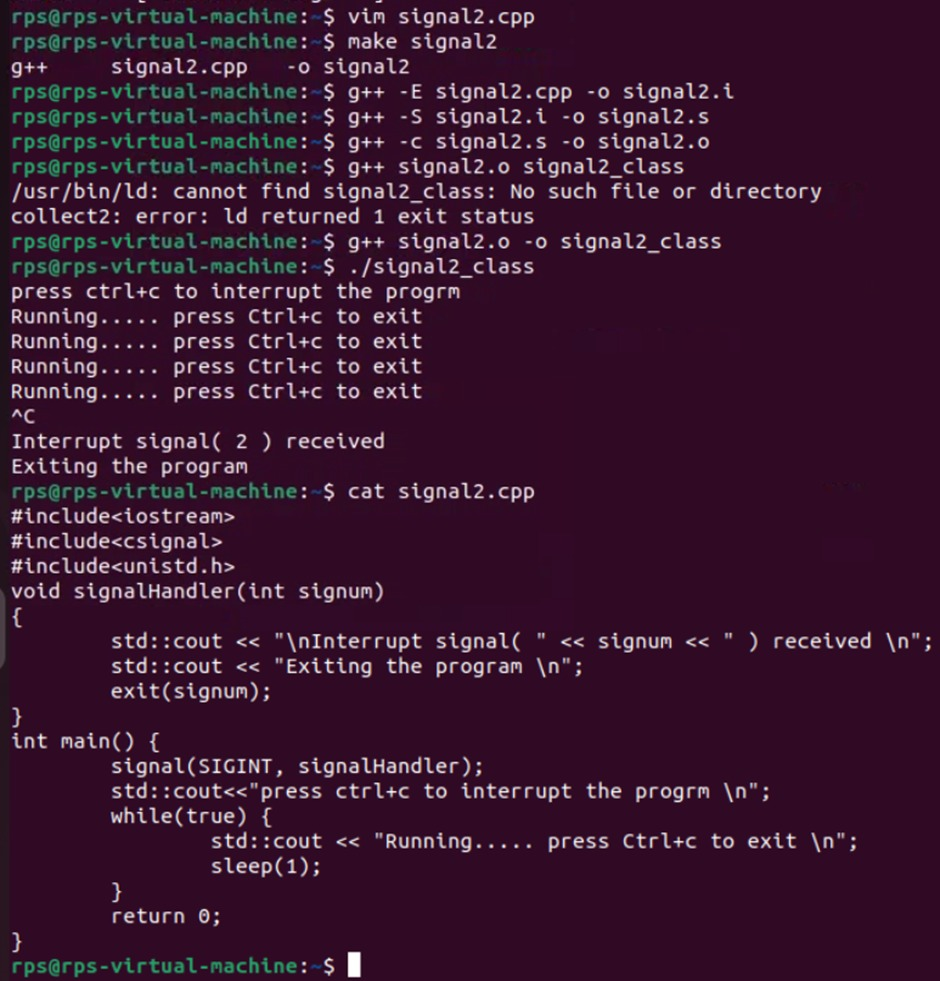 rps@rps-virtual-machine:~$ vim signal2.cpp
rps@rps-virtual-machine:~$ make signal2
g++     signal2.cpp   -o signal2
rps@rps-virtual-machine:~$ g++ -E signal2.cpp -o signal2.i
rps@rps-virtual-machine:~$ g++ -S signal2.i -o signal2.s
rps@rps-virtual-machine:~$ g++ -c signal2.s -o signal2.o
rps@rps-virtual-machine:~$ g++ signal2.o signal2_class
/usr/bin/ld: cannot find signal2_class: No such file or directory
collect2: error: ld returned 1 exit status
rps@rps-virtual-machine:~$ g++ signal2.o -o signal2_class
rps@rps-virtual-machine:~$ ./signal2_class
press ctrl+c to interrupt the progrm
Running..... press Ctrl+c to exit
Running..... press Ctrl+c to exit
Running..... press Ctrl+c to exit
Running..... press Ctrl+c to exit
^C
Interrupt signal( 2 ) received
Exiting the program
rps@rps-virtual-machine:~$ cat signal2.cpp
#include<iostream>
#include<csignal>
#include<unistd.h>
void signalHandler(int signum)
{
        std::cout << "\nInterrupt signal( " << signum << " ) received \n";
        std::cout << "Exiting the program \n";
        exit(signum);
}
int main() {
        signal(SIGINT, signalHandler);
        std::cout<<"press ctrl+c to interrupt the progrm \n";
        while(true) {
                std::cout << "Running..... press Ctrl+c to exit \n";
                sleep(1);
        }
        return 0;
}
rps@rps-virtual-machine:~$